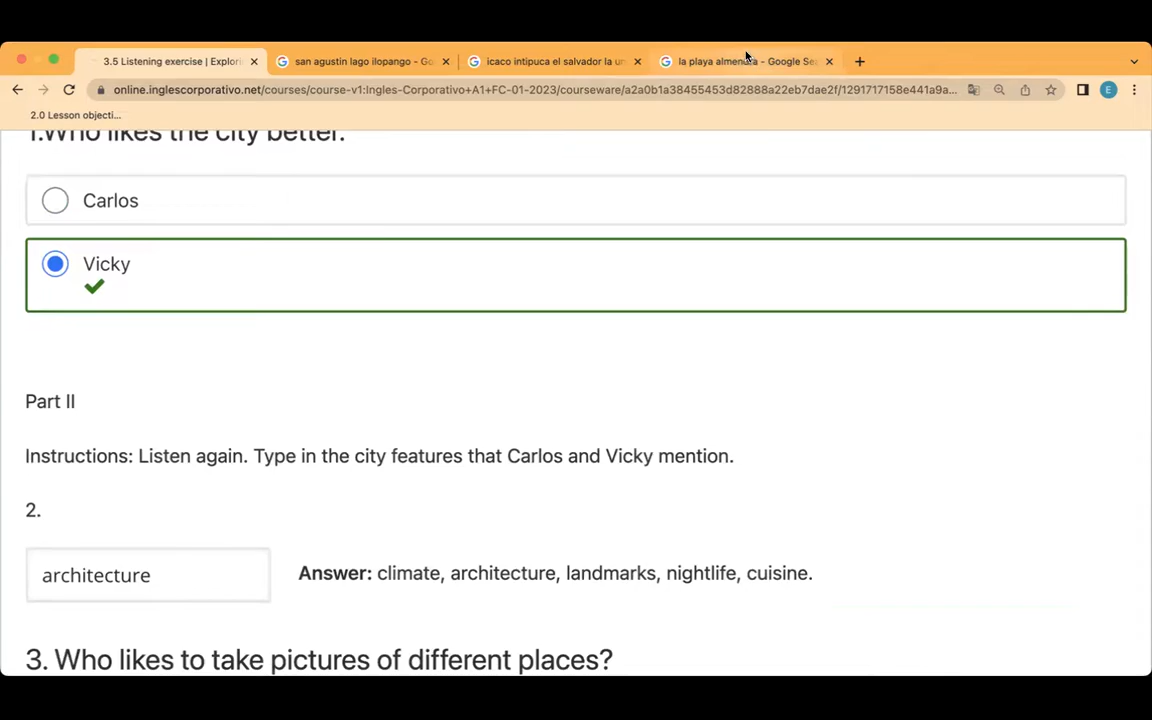 3.5 Listening exercise | Explori
san agustin lago ilopango - Go
icaco intipuca el salvador la un
la playa almendra - Google Sea
online.inglescorporativo.net/courses/course-v1:Ingles-Corporativo+A1+FC-01-2023/courseware/a2a0b1a38455453d82888a22eb7dae2f/1291717158e441a9a...
E
2.0 Lesson objecti...
1.Who likes the city better.
Carlos
Vicky
Part II
Instructions: Listen again. Type in the city features that Carlos and Vicky mention.
2.
architecture
Answer: climate, architecture, landmarks, nightlife, cuisine.
3. Who likes to take pictures of different places?